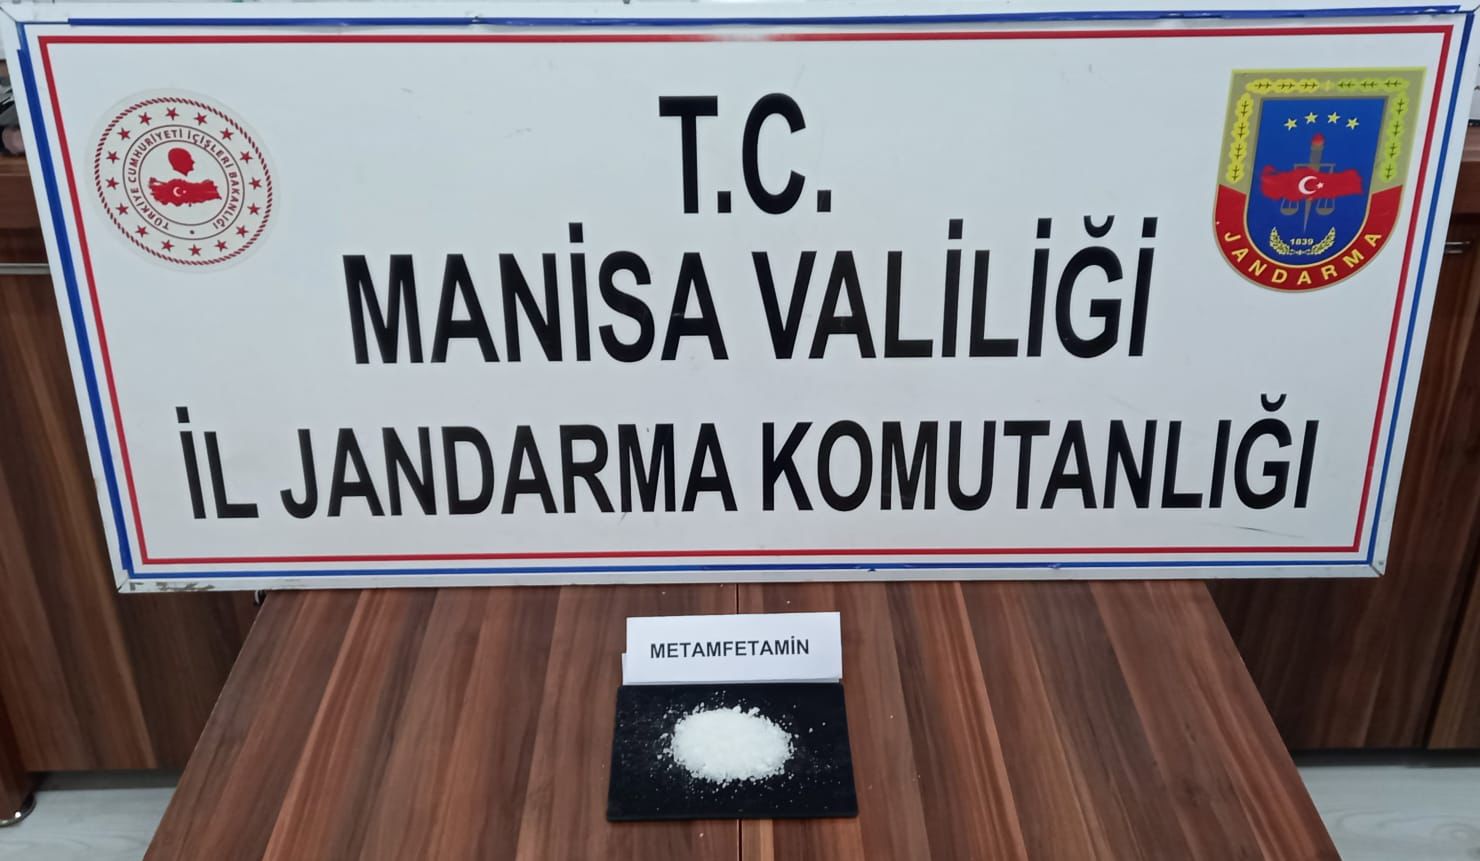 T.C.
MANİSA VALİLİĞİ
İL JANDARMA KOMUTANLIĞI
TÜRKİYE CUMHURİYETİ İÇİŞLERİ BAKANLIĞI
1839
JANDARMA
METAMFETAMİN